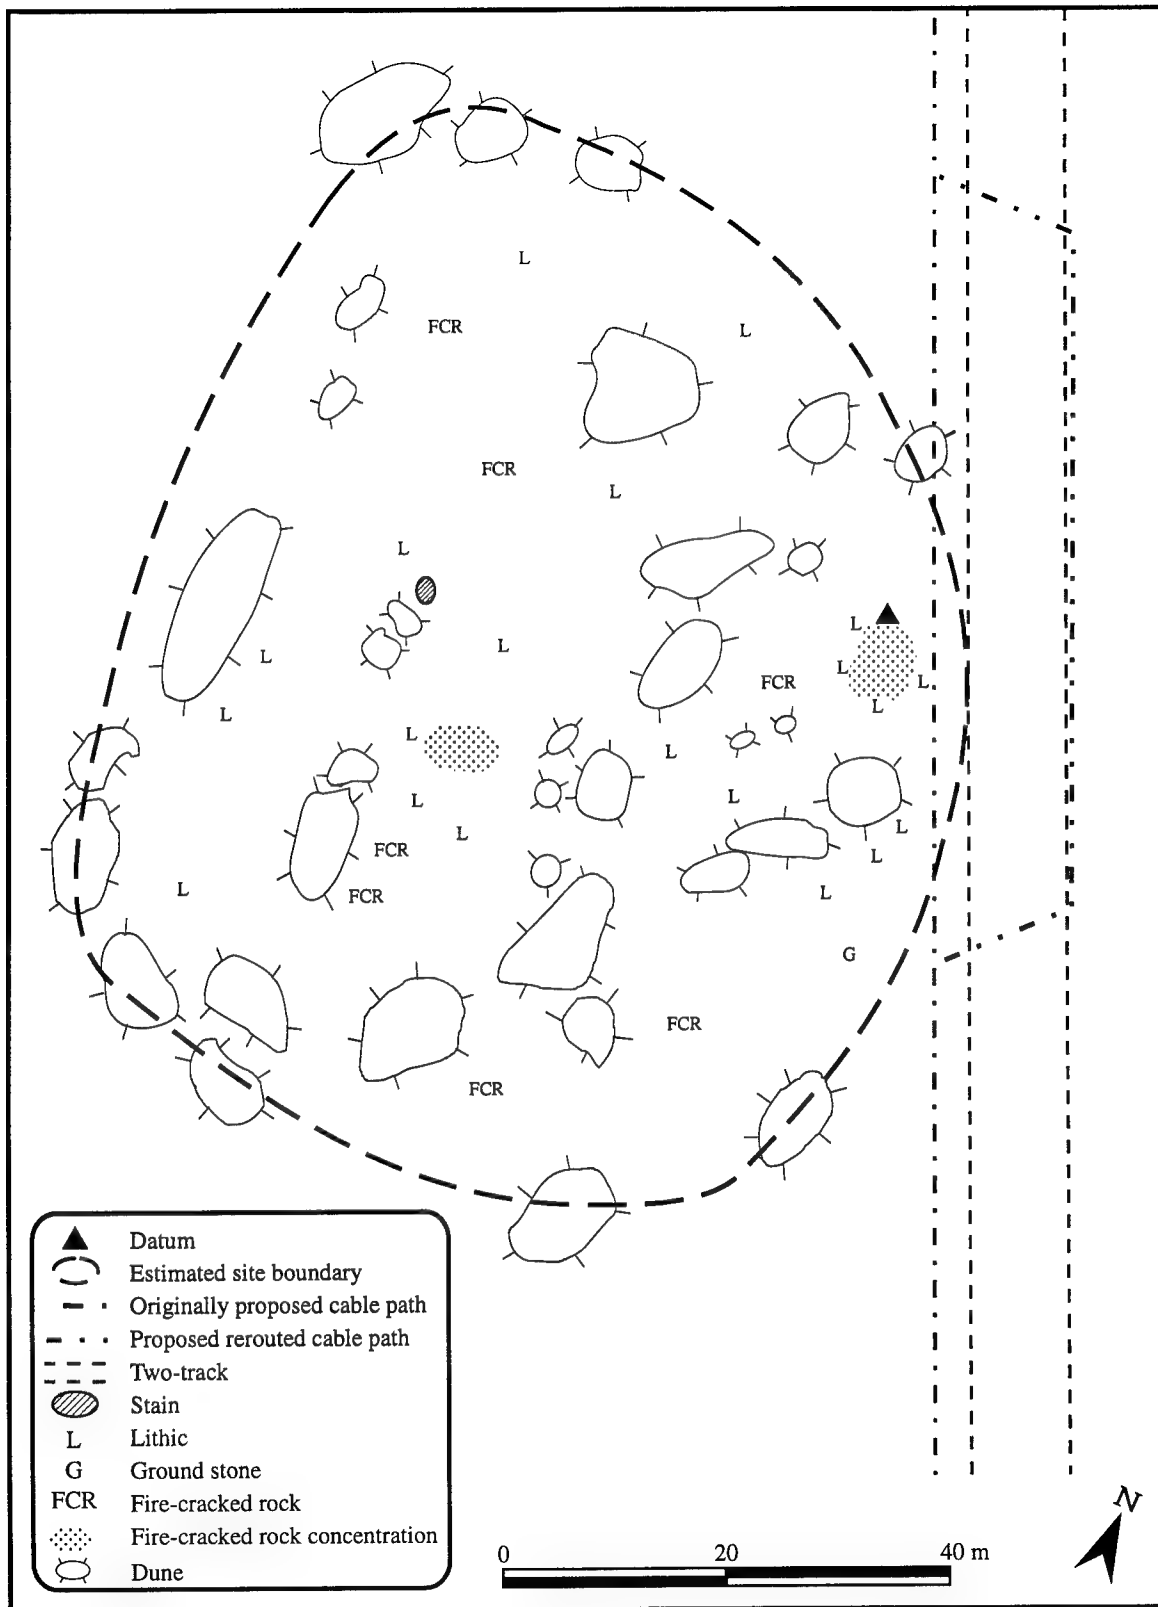 L
FCR
L
FCR
L
L
L
L
L
L
FCR
L
L
L
L
L
L
L
L
L
L
FCR
L
L
FCR
L
G
FCR
FCR
Datum
Estimated site boundary
Originally proposed cable path
Proposed rerouted cable path
Two-track
Stain
L Lithic
G Ground stone
FCR Fire-cracked rock
Fire-cracked rock concentration
Dune
0 20 40 m
N